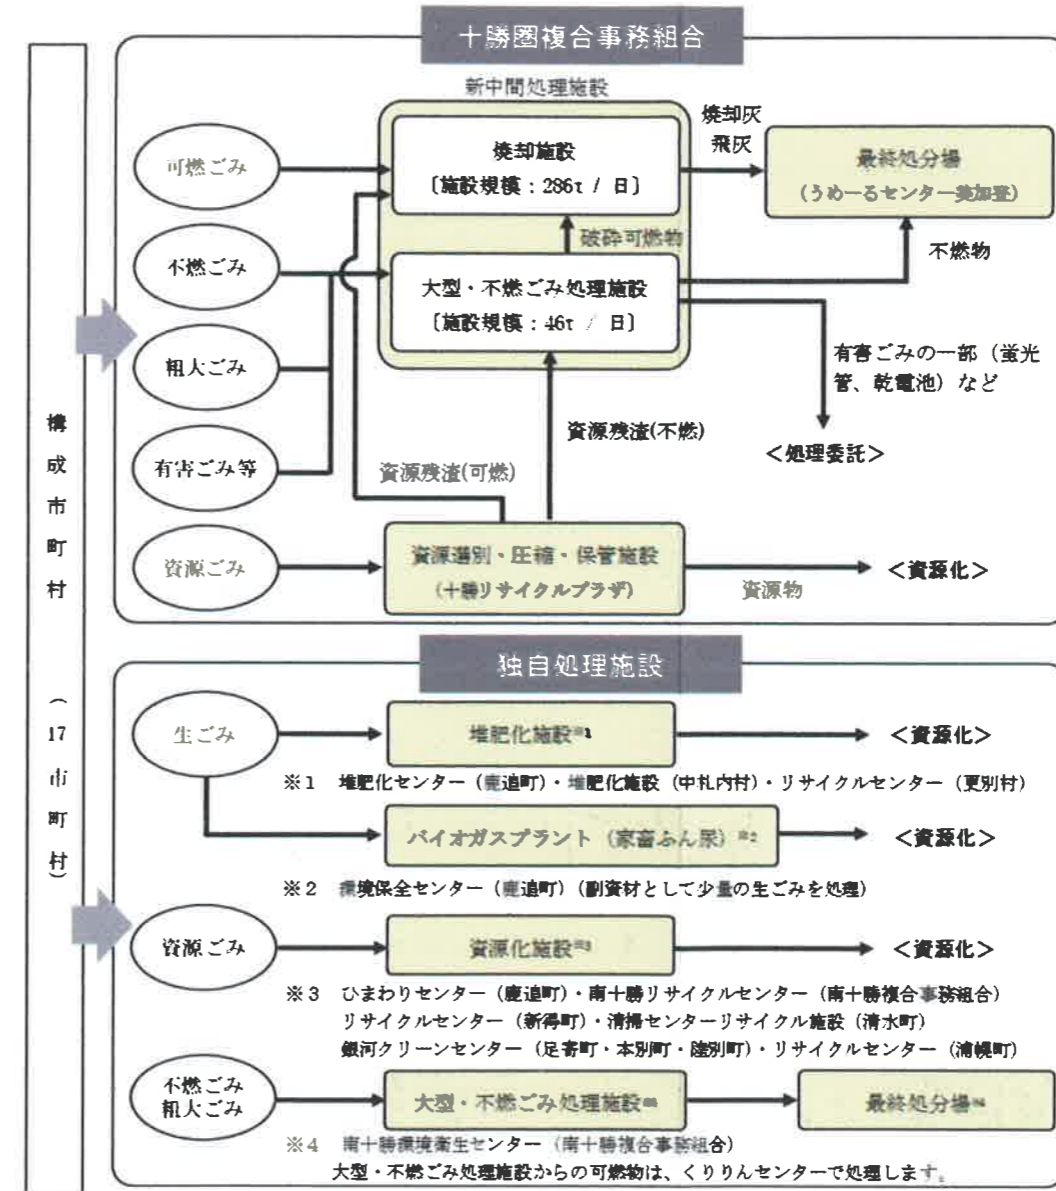 構成市町村
（17市町村）
十勝圏複合事務組合
新中間処理施設
可燃ごみ
焼却施設
〔施設規模：286t / 日〕
焼却灰
飛灰
最終処分場
（うめーるセンター美加登）
破砕可燃物
不燃ごみ
大型・不燃ごみ処理施設
〔施設規模：46t / 日〕
不燃物
粗大ごみ
有害ごみの一部（蛍光
管、乾電池）など
＜処理委託＞
有害ごみ等
資源残渣(可燃)
資源残渣(不燃)
資源ごみ
資源選別・圧縮・保管施設
（十勝リサイクルプラザ）
資源物
＜資源化＞
独自処理施設
生ごみ
堆肥化施設※1
＜資源化＞
※1 堆肥化センター（鹿追町）・堆肥化施設（中札内村）・リサイクルセンター（更別村）
バイオガスプラント（家畜ふん尿）※2
＜資源化＞
※2 環境保全センター（鹿追町）（副資材として少量の生ごみを処理）
資源ごみ
資源化施設※3
＜資源化＞
※3 ひまわりセンター（鹿追町）・南十勝リサイクルセンター（南十勝複合事務組合）
リサイクルセンター（新得町）・清掃センターリサイクル施設（清水町）
銀河クリーンセンター（足寄町・本別町・陸別町）・リサイクルセンター（浦幌町）
不燃ごみ
粗大ごみ
大型・不燃ごみ処理施設※4
最終処分場※4
※4 南十勝環境衛生センター（南十勝複合事務組合）
大型・不燃ごみ処理施設からの可燃物は、くりりんセンターで処理します。